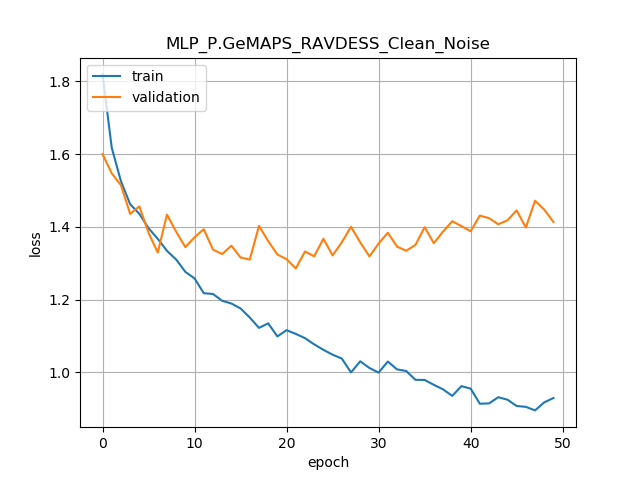 MLP_P.GeMAPS_RAVDESS_Clean_Noise
train
validation
1.8
1.6
1.4
1.2
1.0
loss
0 10 20 30 40 50
epoch